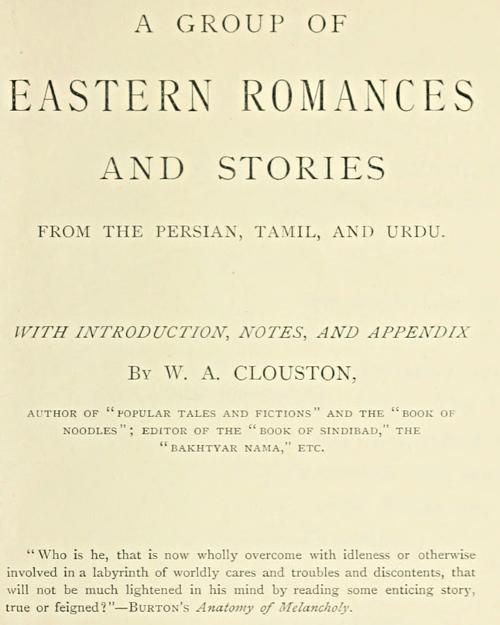 A GROUP OF
EASTERN ROMANCES
AND STORIES
FROM THE PERSIAN, TAMIL, AND URDU.
WITH INTRODUCTION, NOTES, AND APPENDIX
BY W. A. CLOUSTON,
AUTHOR OF “POPULAR TALES AND FICTIONS” AND THE “BOOK OF
NOODLES”; EDITOR OF THE “BOOK OF SINDIBAD,” THE
“BAKHTYAR NAMA,” ETC.
“Who is he, that is now wholly overcome with idleness or otherwise
involved in a labyrinth of worldly cares and troubles and discontents, that
will not be much lightened in his mind by reading some enticing story,
true or feigned?”—BURTON'S Anatomy of Melancholy.